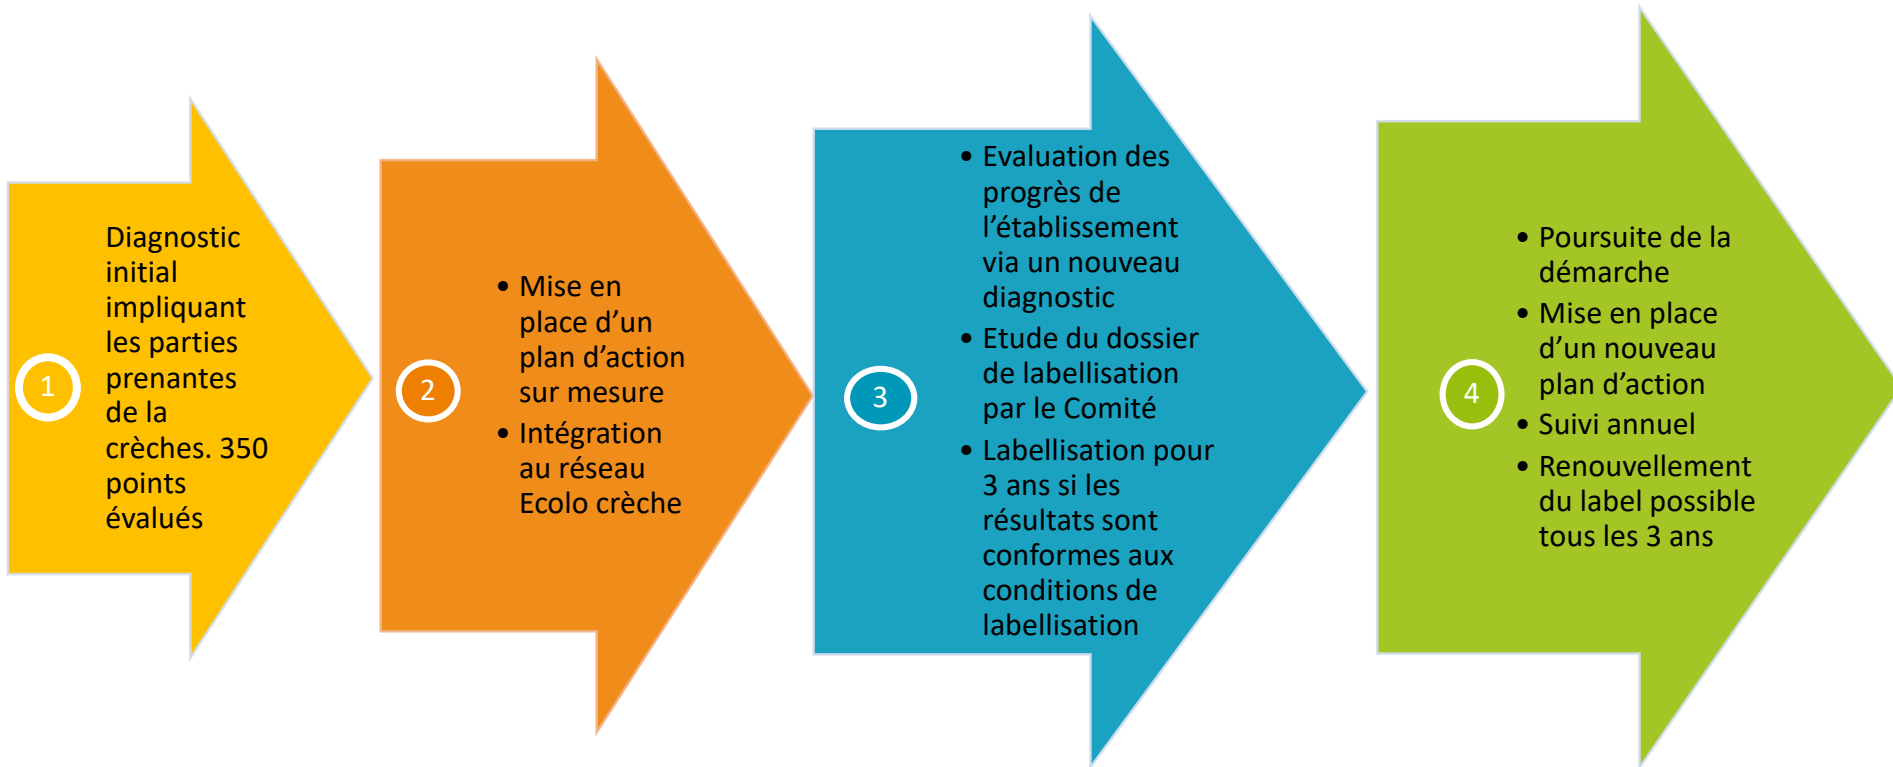 1
Diagnostic
initial
impliquant
les parties
prenantes
de la
crèches. 350
points
évalués
2
• Mise en
place d’un
plan d’action
sur mesure
• Intégration
au réseau
Ecolo crèche
3
• Evaluation des
progrès de
l’établissement
via un nouveau
diagnostic
• Etude du dossier
de labellisation
par le Comité
• Labellisation pour
3 ans si les
résultats sont
conformes aux
conditions de
labellisation
4
• Poursuite de la
démarche
• Mise en place
d’un nouveau
plan d’action
• Suivi annuel
• Renouvellement
du label possible
tous les 3 ans